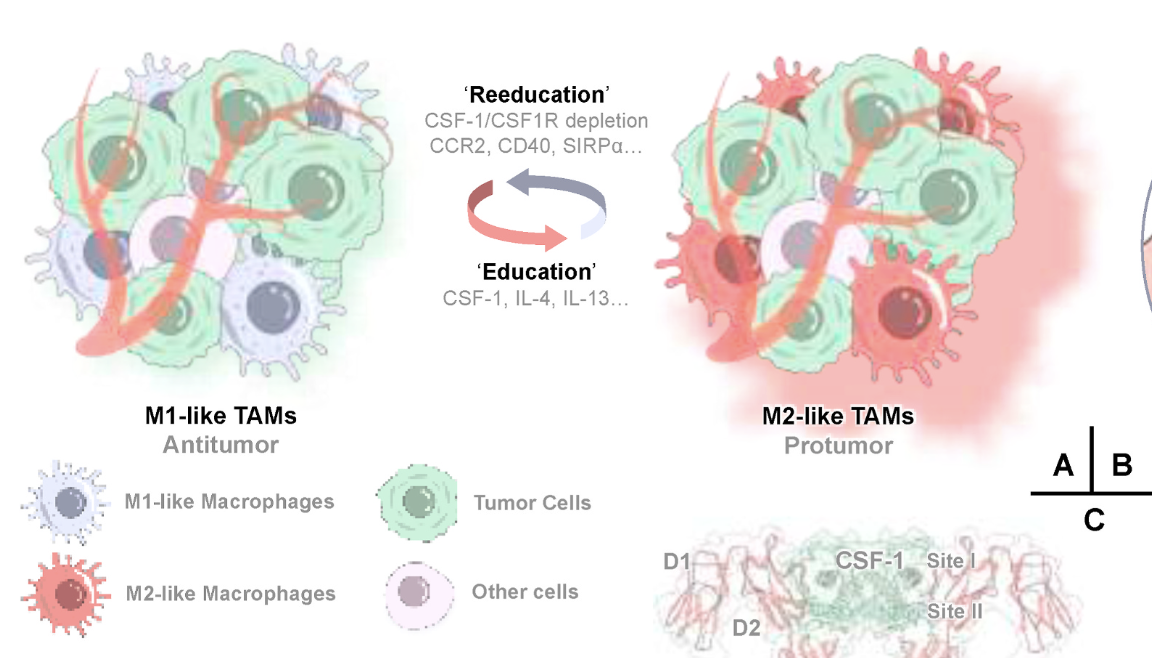 ‘Reeducation’
CSF-1/CSF1R depletion
CCR2, CD40, SIRPα…
‘Education’
CSF-1, IL-4, IL-13…
M1-like TAMs
Antitumor
M2-like TAMs
Protumor
A
B
C
M1-like Macrophages
Tumor Cells
M2-like Macrophages
Other cells
D1
CSF-1
Site I
Site II
D2